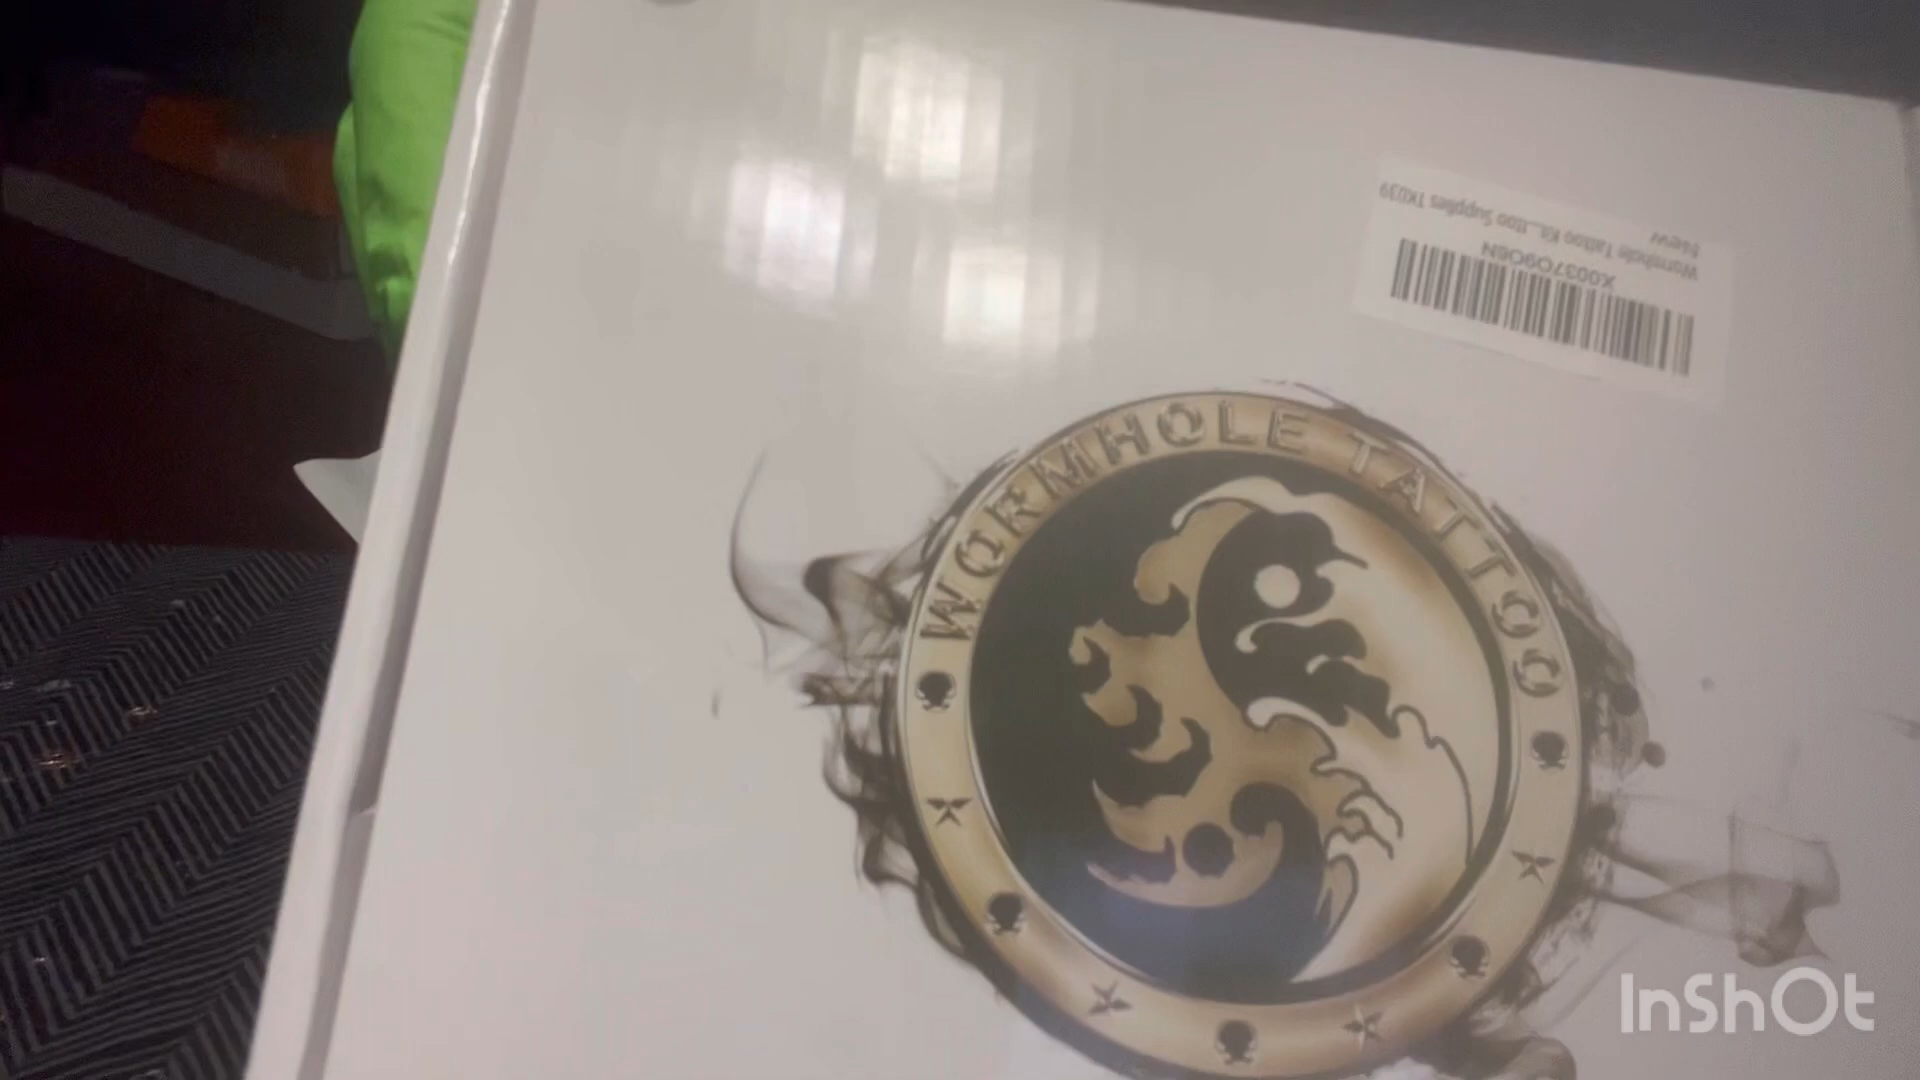 X0037O9O6N
Wormhole Tattoo Kit...ttoo Supplies TK039
New
WORMHOLE TATTOO
InShOt